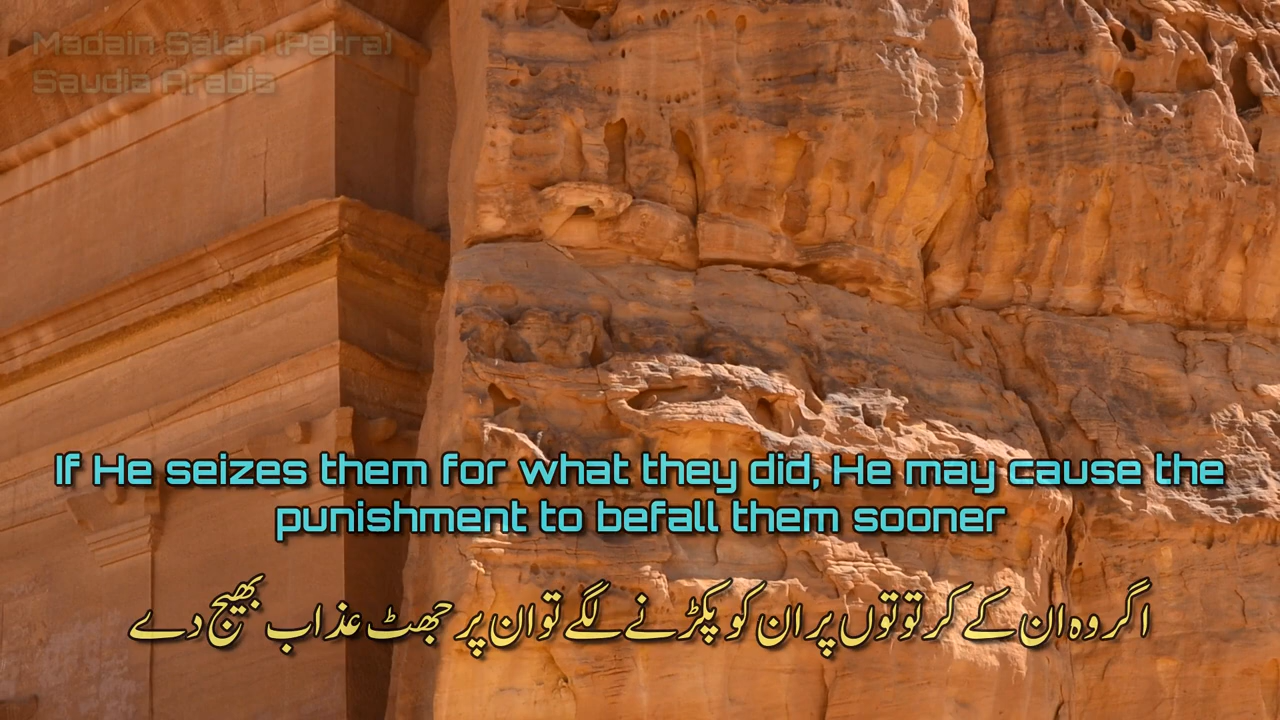 Madain Salah (Petra)
Saudia Arabia
If He seizes them for what they did, He may cause the
punishment to befall them sooner
اگر وہ ان کے کرتوتوں پر ان کو پکڑنے لگے تو ان پر جھٹ عذاب بھیج دے